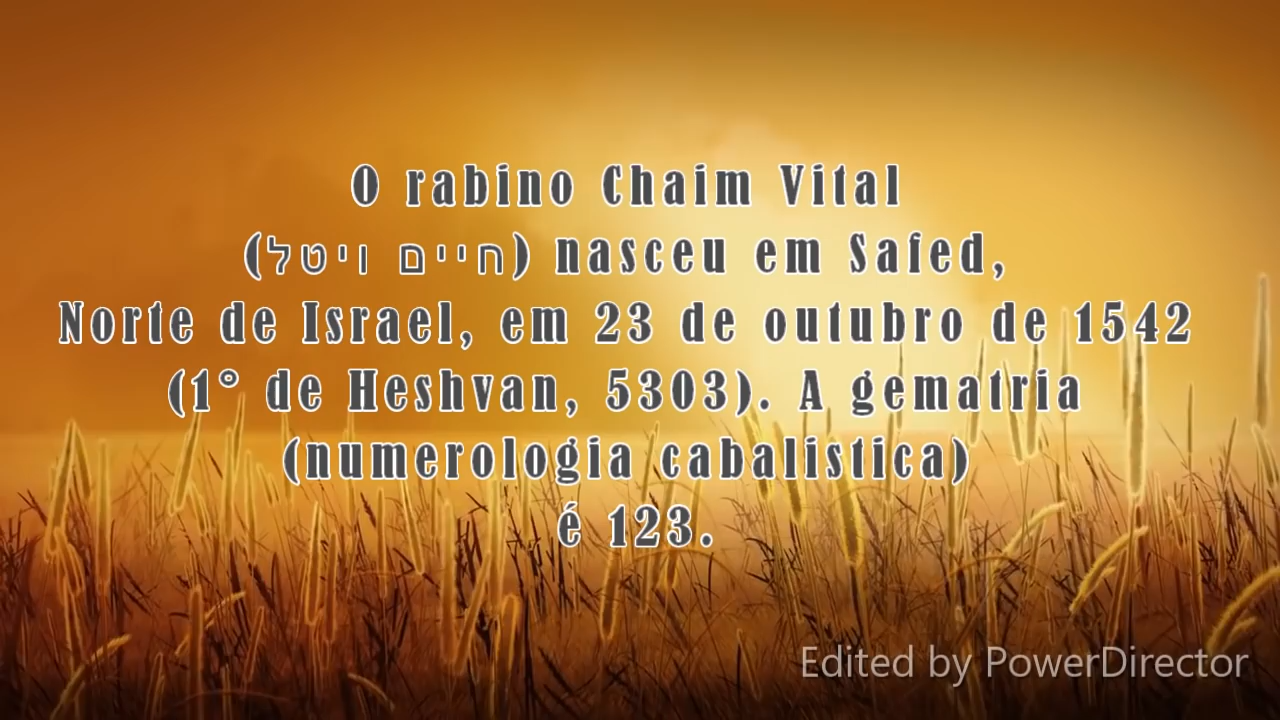 O rabino Chaim Vital
(חיים ויטל) nasceu em Safed,
Norte de Israel, em 23 de outubro de 1542
(1° de Heshvan, 5303). A gematria
(numerologia cabalistica)
é 123.
Edited by PowerDirector